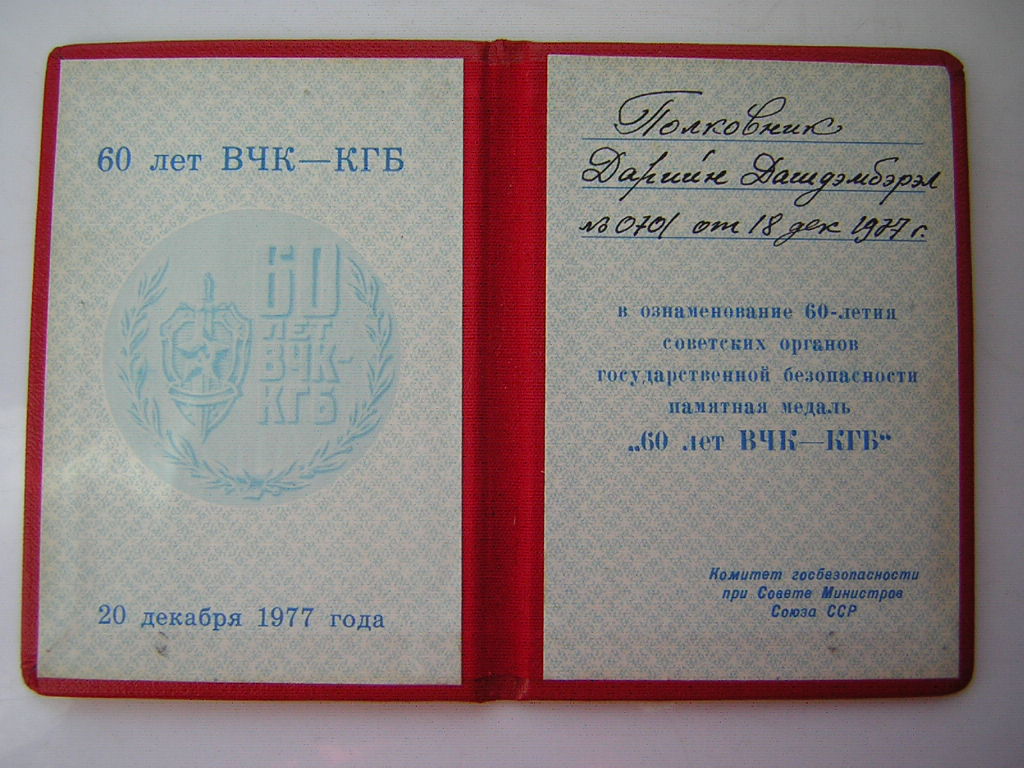 60 лет ВЧК—КГБ
60
ЛЕТ
ВЧК-
КГБ
20 декабря 1977 года
Полковник
Дарийн Дашдэмбэрэл
№ 0701 от 18 дек 1977 г.
в ознаменование 60-летия
советских органов
государственной безопасности
памятная медаль
„60 лет ВЧК—КГБ“
Комитет госбезопасности
при Совете Министров
Союза ССР